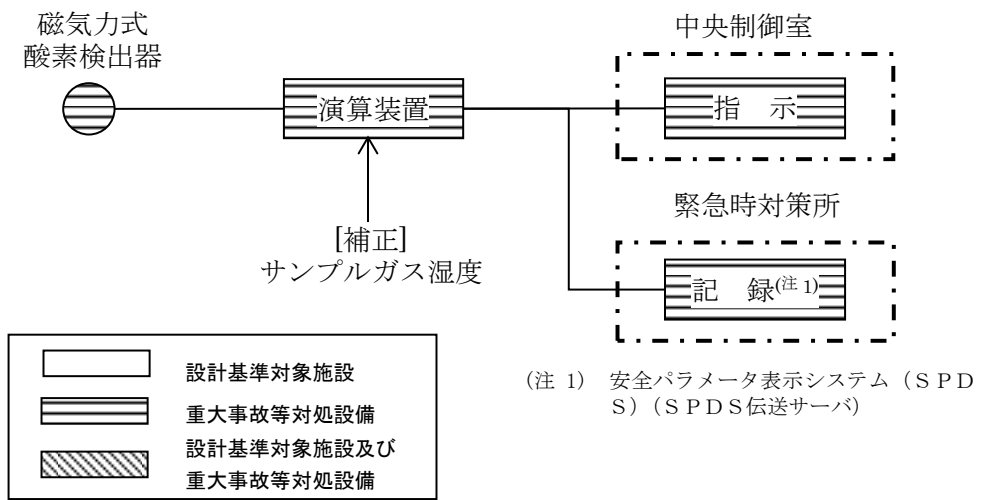 磁気力式
酸素検出器
演算装置
[補正]
サンプルガス湿度
中央制御室
指　示
緊急時対策所
記　録(注 1)
(注 1)　安全パラメータ表示システム（ＳＰＤ
Ｓ）（ＳＰＤＳ伝送サーバ）
設計基準対象施設
重大事故等対処設備
設計基準対象施設及び
重大事故等対処設備